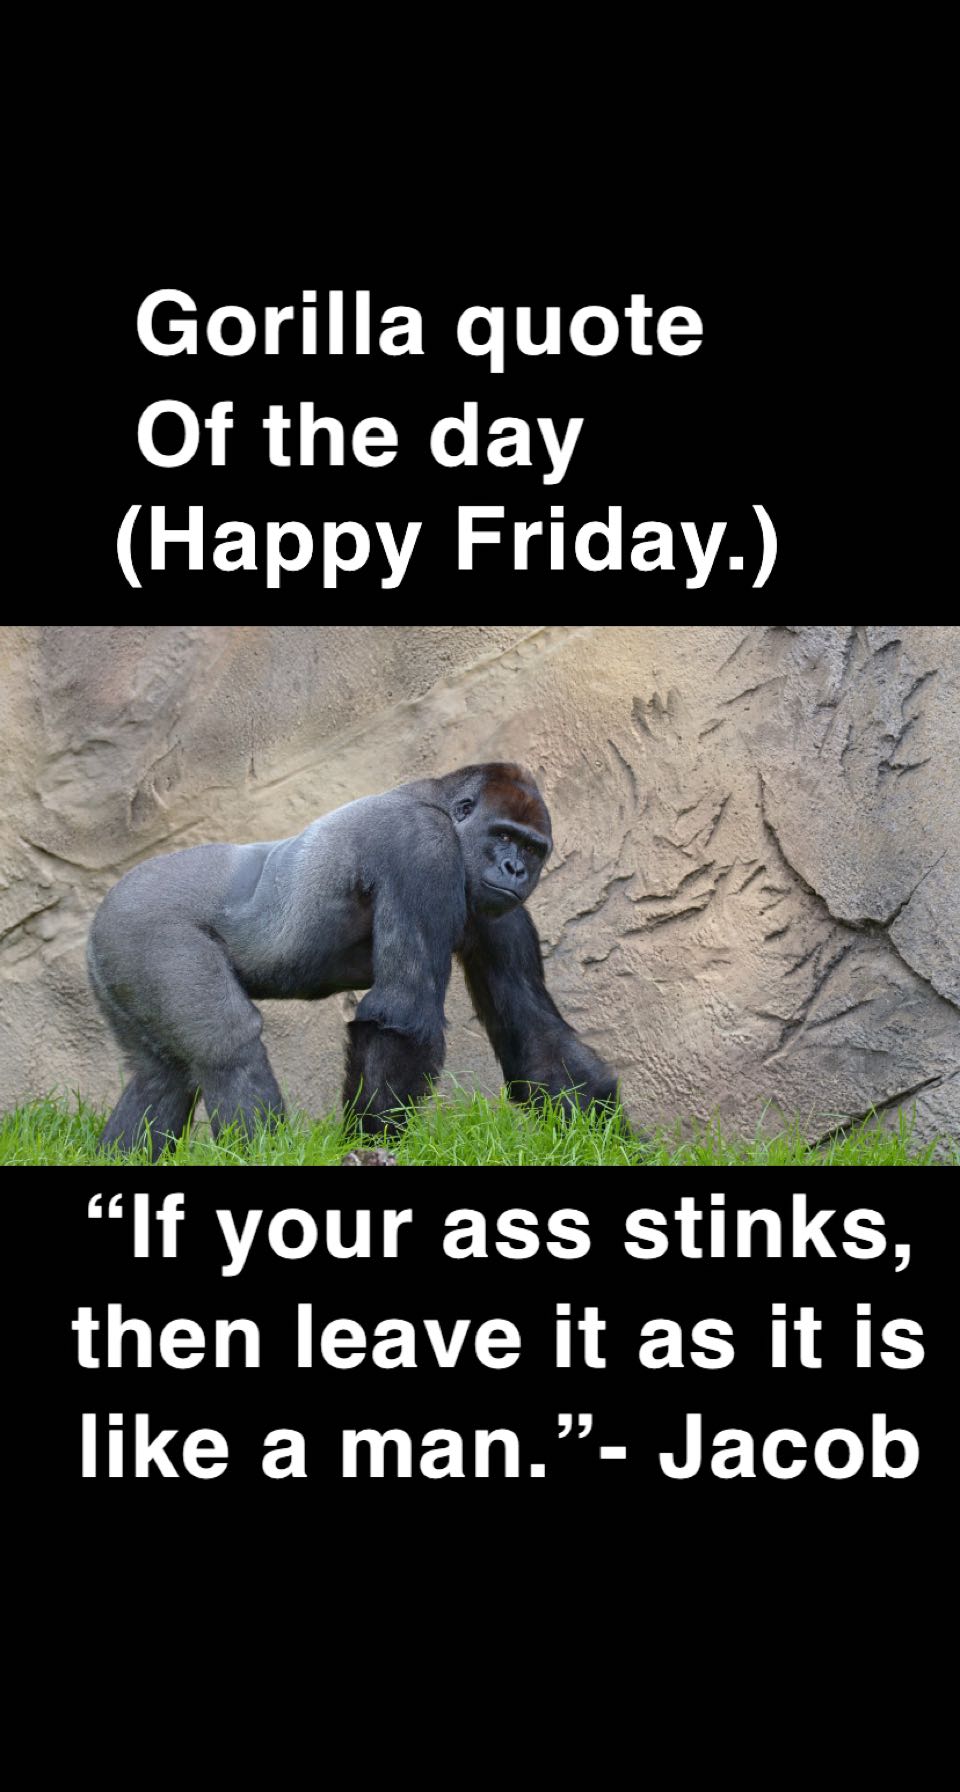 Gorilla quote
Of the day
(Happy Friday.)
“If your ass stinks,
then leave it as it is
like a man.”- Jacob